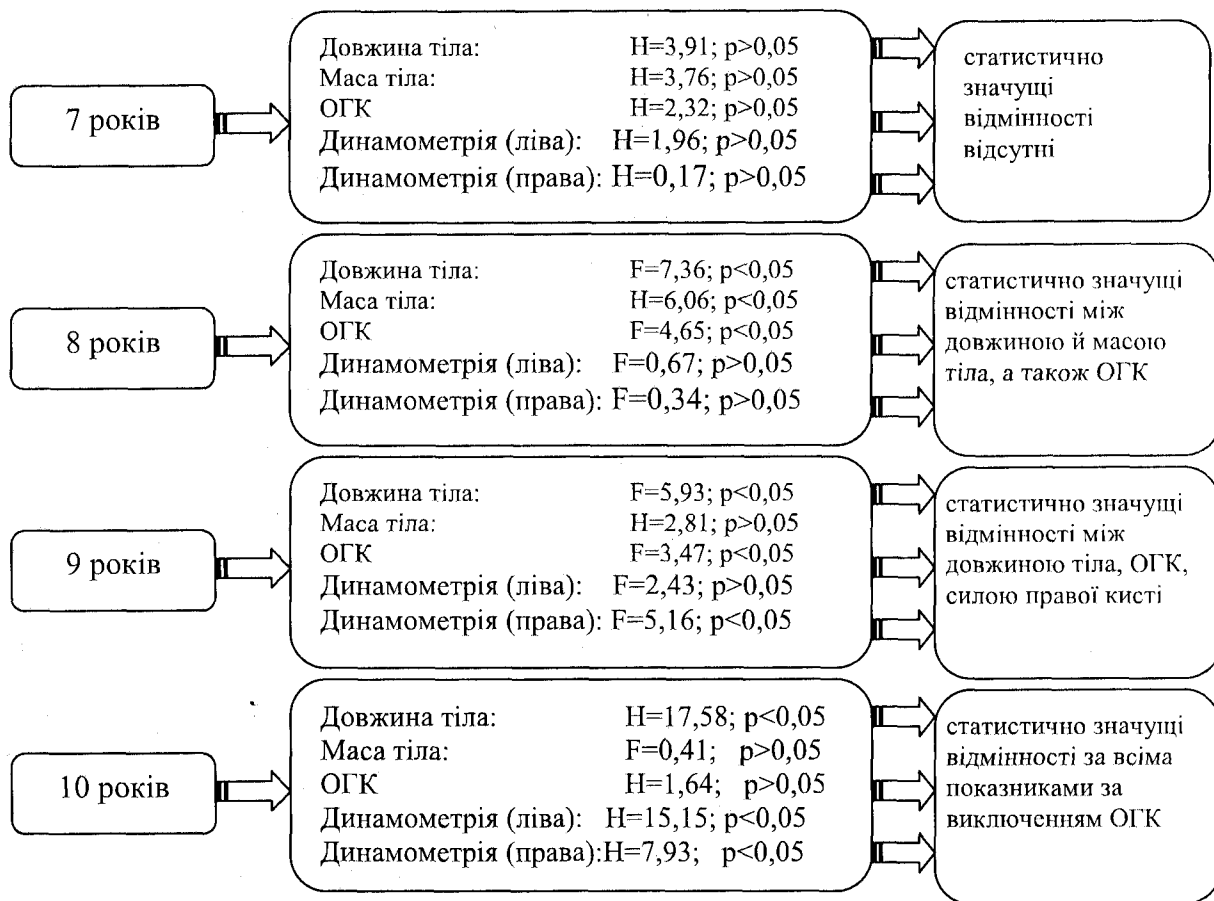 7 років
Довжина тіла: H=3,91; p>0,05
Маса тіла: H=3,76; p>0,05
ОГК H=2,32; p>0,05
Динамометрія (ліва): H=1,96; p>0,05
Динамометрія (права): H=0,17; p>0,05
статистично
значущі
відмінності
відсутні
8 років
Довжина тіла: F=7,36; p<0,05
Маса тіла: H=6,06; p<0,05
ОГК F=4,65; p<0,05
Динамометрія (ліва): F=0,67; p>0,05
Динамометрія (права): F=0,34; p>0,05
статистично значущі
відмінності між
довжиною й масою
тіла, а також ОГК
9 років
Довжина тіла: F=5,93; p<0,05
Маса тіла: H=2,81; p>0,05
ОГК F=3,47; p<0,05
Динамометрія (ліва): F=2,43; p>0,05
Динамометрія (права): F=5,16; p<0,05
статистично значущі
відмінності між
довжиною тіла, ОГК,
силою правої кисті
10 років
Довжина тіла: H=17,58; p<0,05
Маса тіла: F=0,41; p>0,05
ОГК H=1,64; p>0,05
Динамометрія (ліва): H=15,15; p<0,05
Динамометрія (права):H=7,93; p<0,05
статистично значущі
відмінності за всіма
показниками за
виключенням ОГК